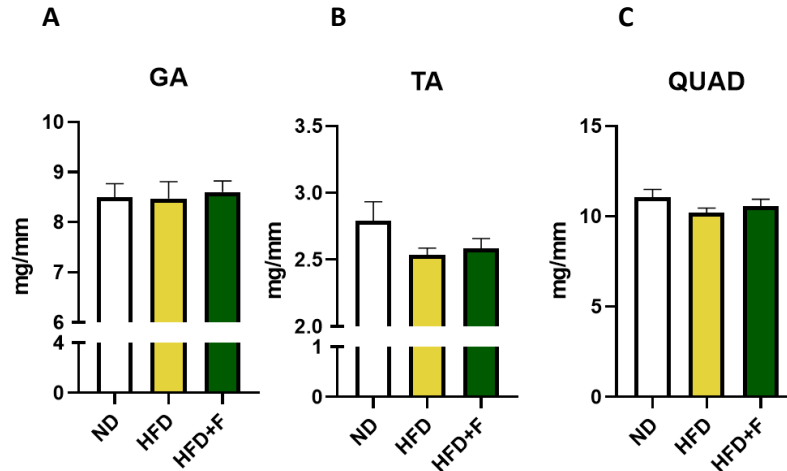 A
B
C
GA
10
9
8
7
6
4
0
mg/mm
ND
HFD
HFD+F
TA
3.5
3.0
2.5
2.0
1
0
mg/mm
ND
HFD
HFD+F
QUAD
15
10
5
0
mg/mm
ND
HFD
HFD+F